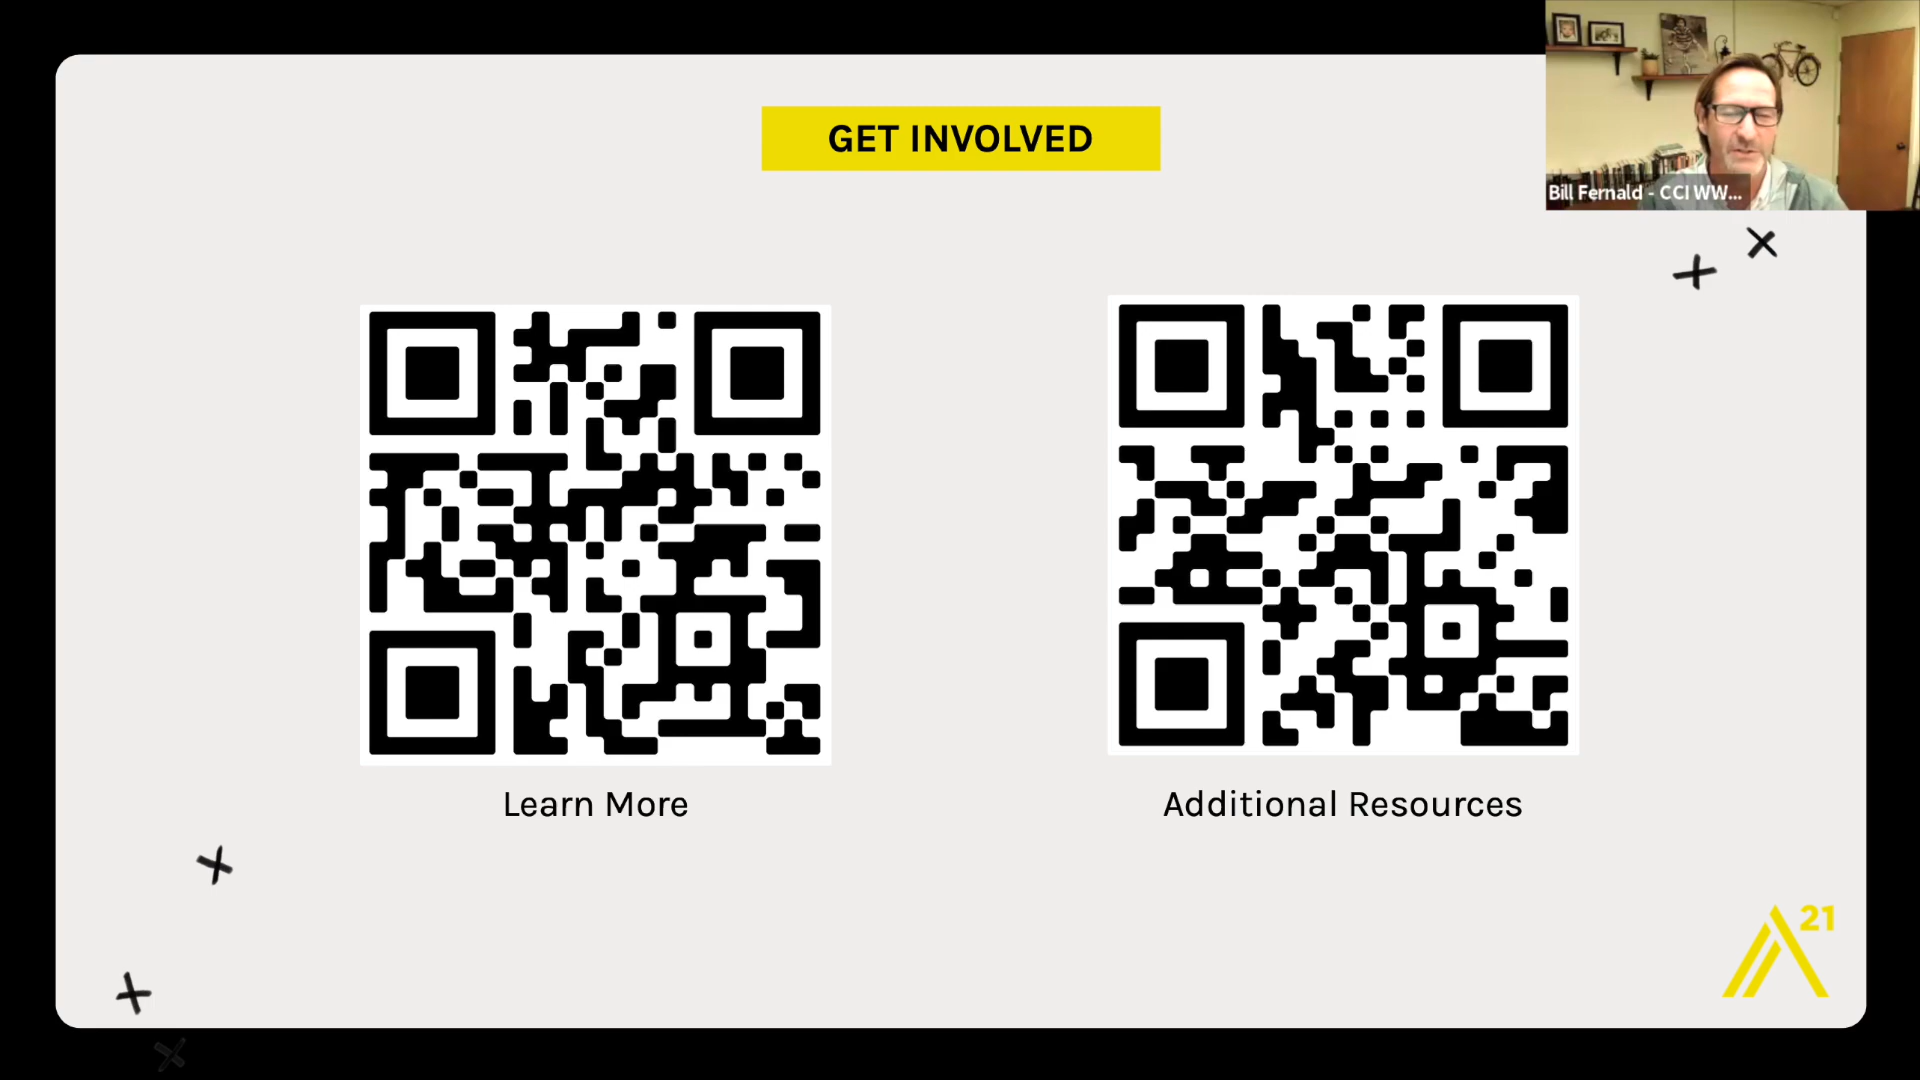 GET INVOLVED
Bill Fernald - CCI WW...
Learn More
Additional Resources
21